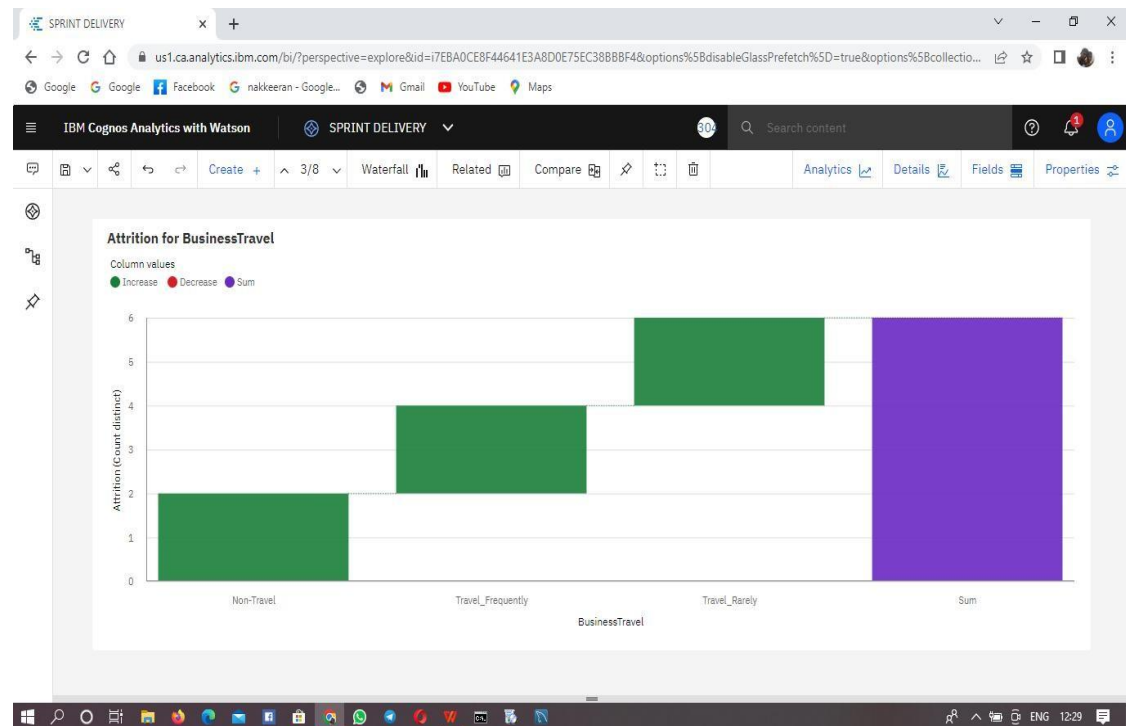 SPRINT DELIVERY
us1.ca.analytics.ibm.com/bi/?perspective=explore&id=i7EBA0CE8F44641E3A8D0E75EC38BBBF4&options%5BdisableGlassPrefetch%5D=true&options%5Bcollectio...
Google Google Facebook nakkeeran - Google... Gmail YouTube Maps
IBM Cognos Analytics with Watson SPRINT DELIVERY 304 Search content 1
Create + 3/8 Waterfall Related Compare Analytics Details Fields Properties
Attrition for BusinessTravel
Column values
Increase Decrease Sum
6
5
4
3
2
1
0
Attrition (Count distinct)
Non-Travel Travel_Frequently Travel_Rarely Sum
BusinessTravel
ENG 12:29